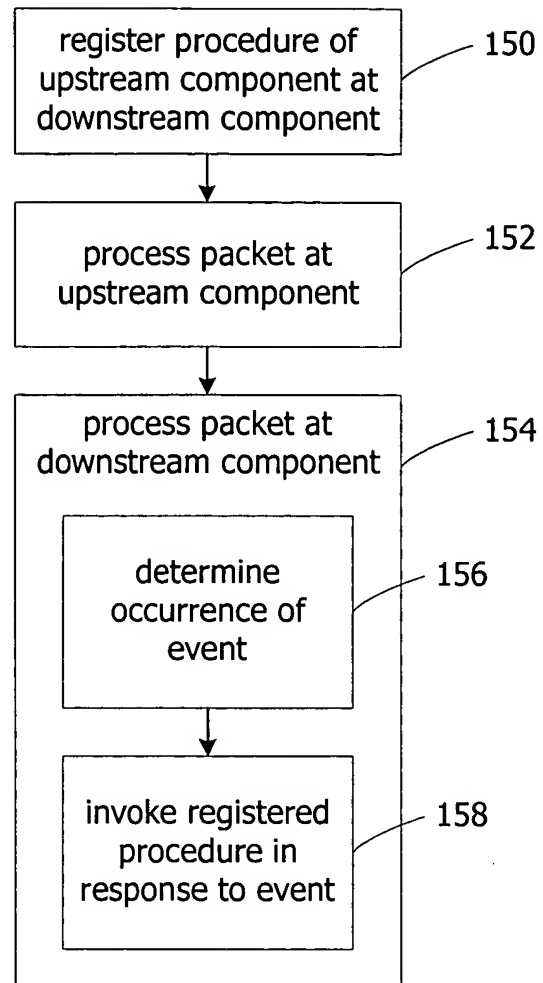 register procedure of
upstream component at
downstream component
150
process packet at
upstream component
152
process packet at
downstream component
154
determine
occurrence of
event
156
invoke registered
procedure in
response to event
158